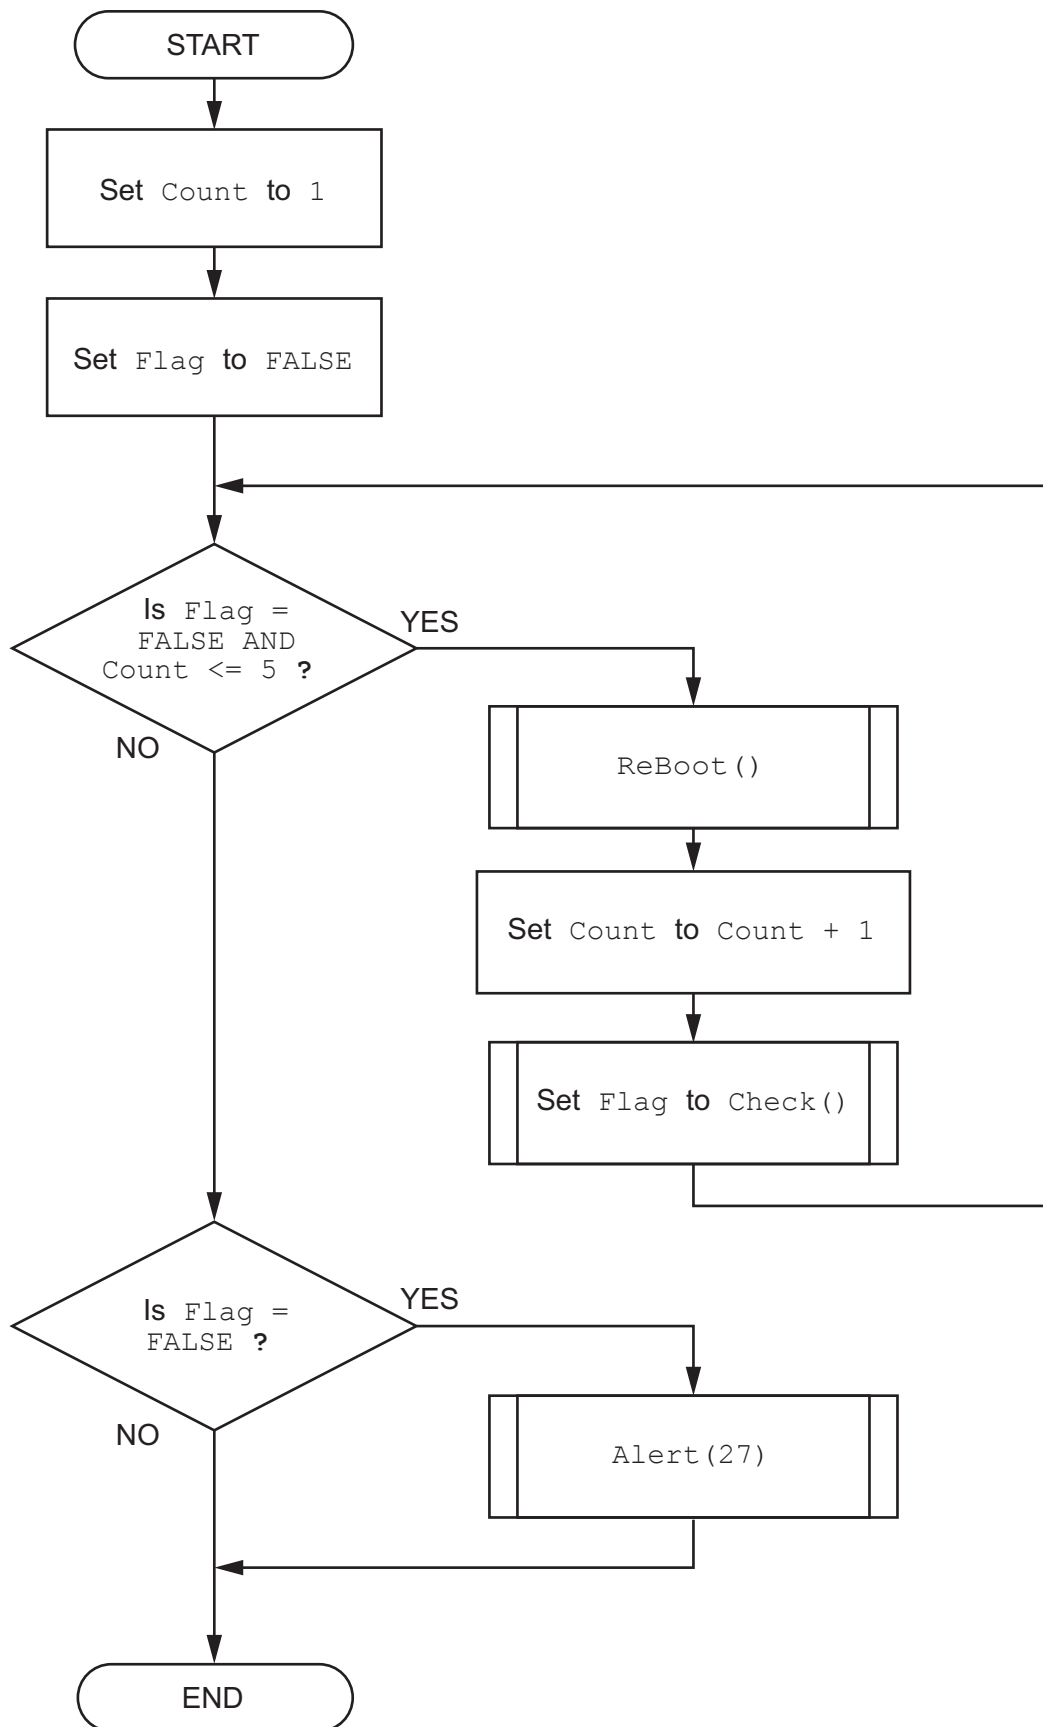 START
Set Count to 1
Set Flag to FALSE
Is Flag =
FALSE AND
Count <= 5 ?
YES
NO
ReBoot()
Set Count to Count + 1
Set Flag to Check()
Is Flag =
FALSE ?
YES
NO
Alert(27)
END